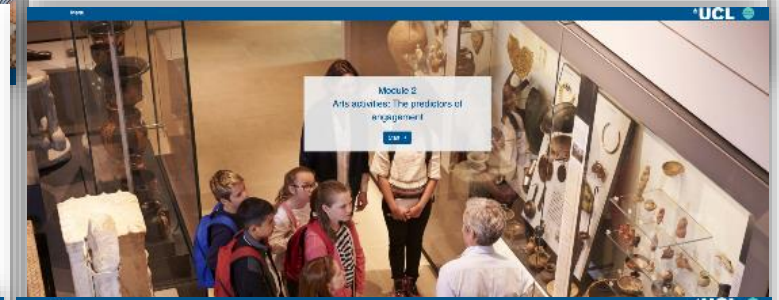 UCL
Module 2
Arts activities: The predictors of
engagement